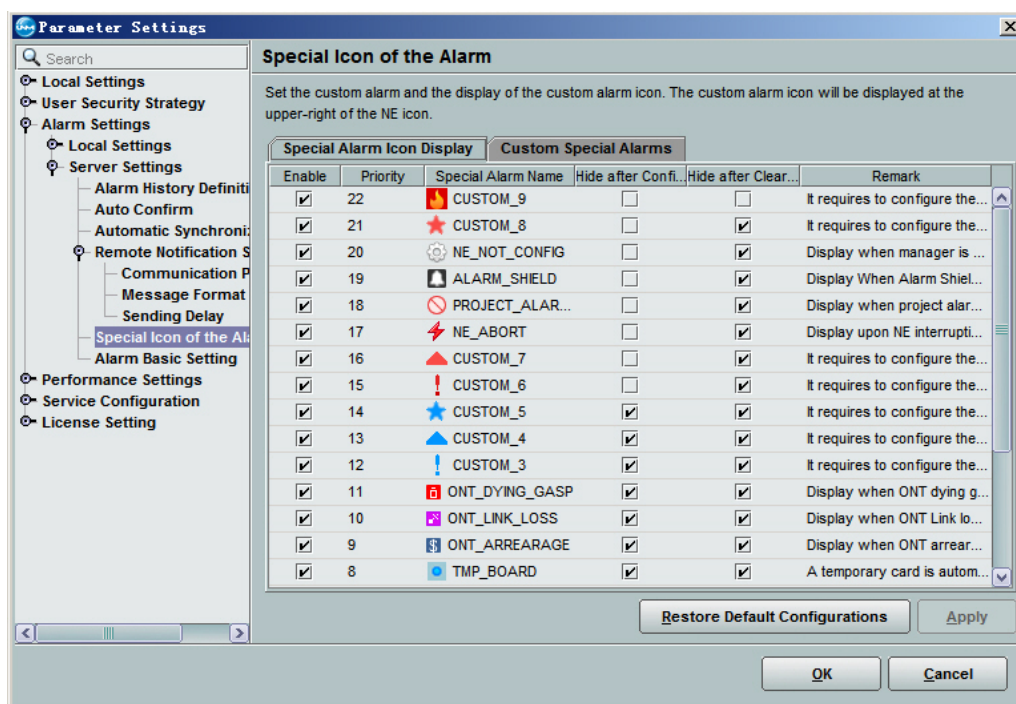 Parameter Settings
Search
Local Settings
User Security Strategy
Alarm Settings
Local Settings
Server Settings
Alarm History Definiti
Auto Confirm
Automatic Synchroni
Remote Notification S
Communication P
Message Format
Sending Delay
Special Icon of the Al
Alarm Basic Setting
Performance Settings
Service Configuration
License Setting
Special Icon of the Alarm
Set the custom alarm and the display of the custom alarm icon. The custom alarm icon will be displayed at the
upper-right of the NE icon.
Special Alarm Icon Display Custom Special Alarms
Enable Priority Special Alarm Name Hide after Confi... Hide after Clear... Remark
22 CUSTOM_9 It requires to configure the...
21 CUSTOM_8 It requires to configure the...
20 NE_NOT_CONFIG Display when manager is ...
19 ALARM_SHIELD Display When Alarm Shiel...
18 PROJECT_ALAR... Display when project alar...
17 NE_ABORT Display upon NE interrupti...
16 CUSTOM_7 It requires to configure the...
15 CUSTOM_6 It requires to configure the...
14 CUSTOM_5 It requires to configure the...
13 CUSTOM_4 It requires to configure the...
12 CUSTOM_3 It requires to configure the...
11 ONT_DYING_GASP Display when ONT dying g...
10 ONT_LINK_LOSS Display when ONT Link lo...
9 ONT_ARREARAGE Display when ONT arrear...
8 TMP_BOARD A temporary card is autom...
Restore Default Configurations Apply
OK Cancel